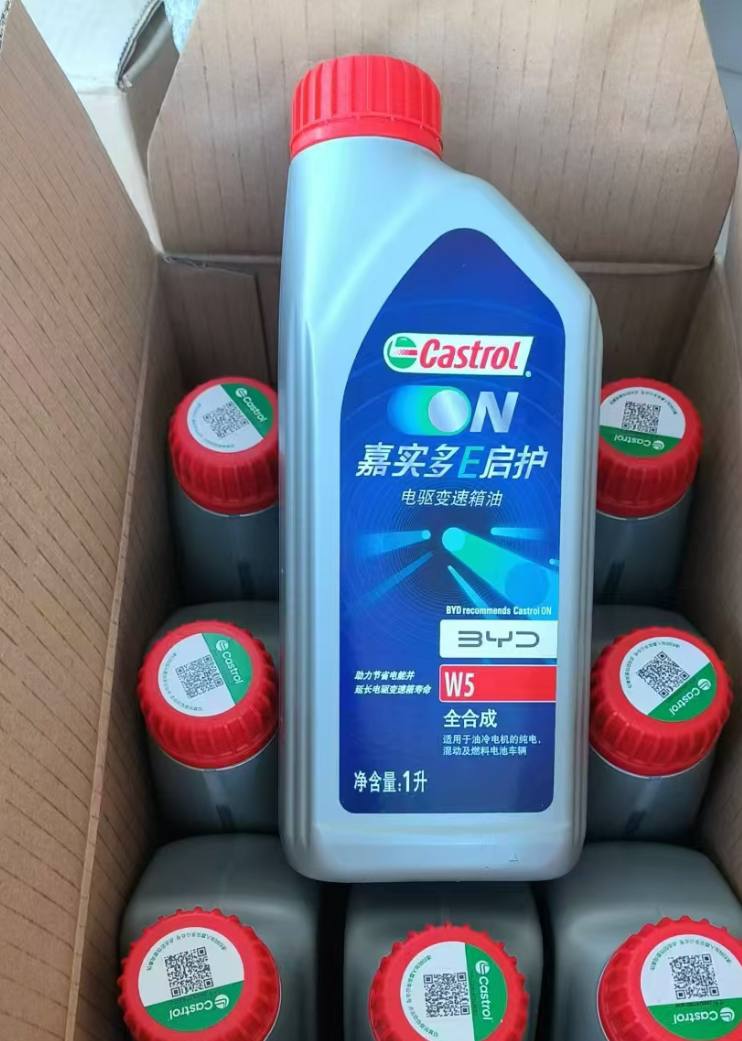 Castrol
ON
嘉实多E启护
电驱变速箱油
BYD recommends Castrol ON
BYD
助力节省电能并
延长电驱变速箱寿命
W5
全合成
适用于油冷电机的纯电，
混动及燃料电池车辆
净含量:1升
Castrol
Castrol
Castrol
Castrol
Castrol
Castrol
Castrol